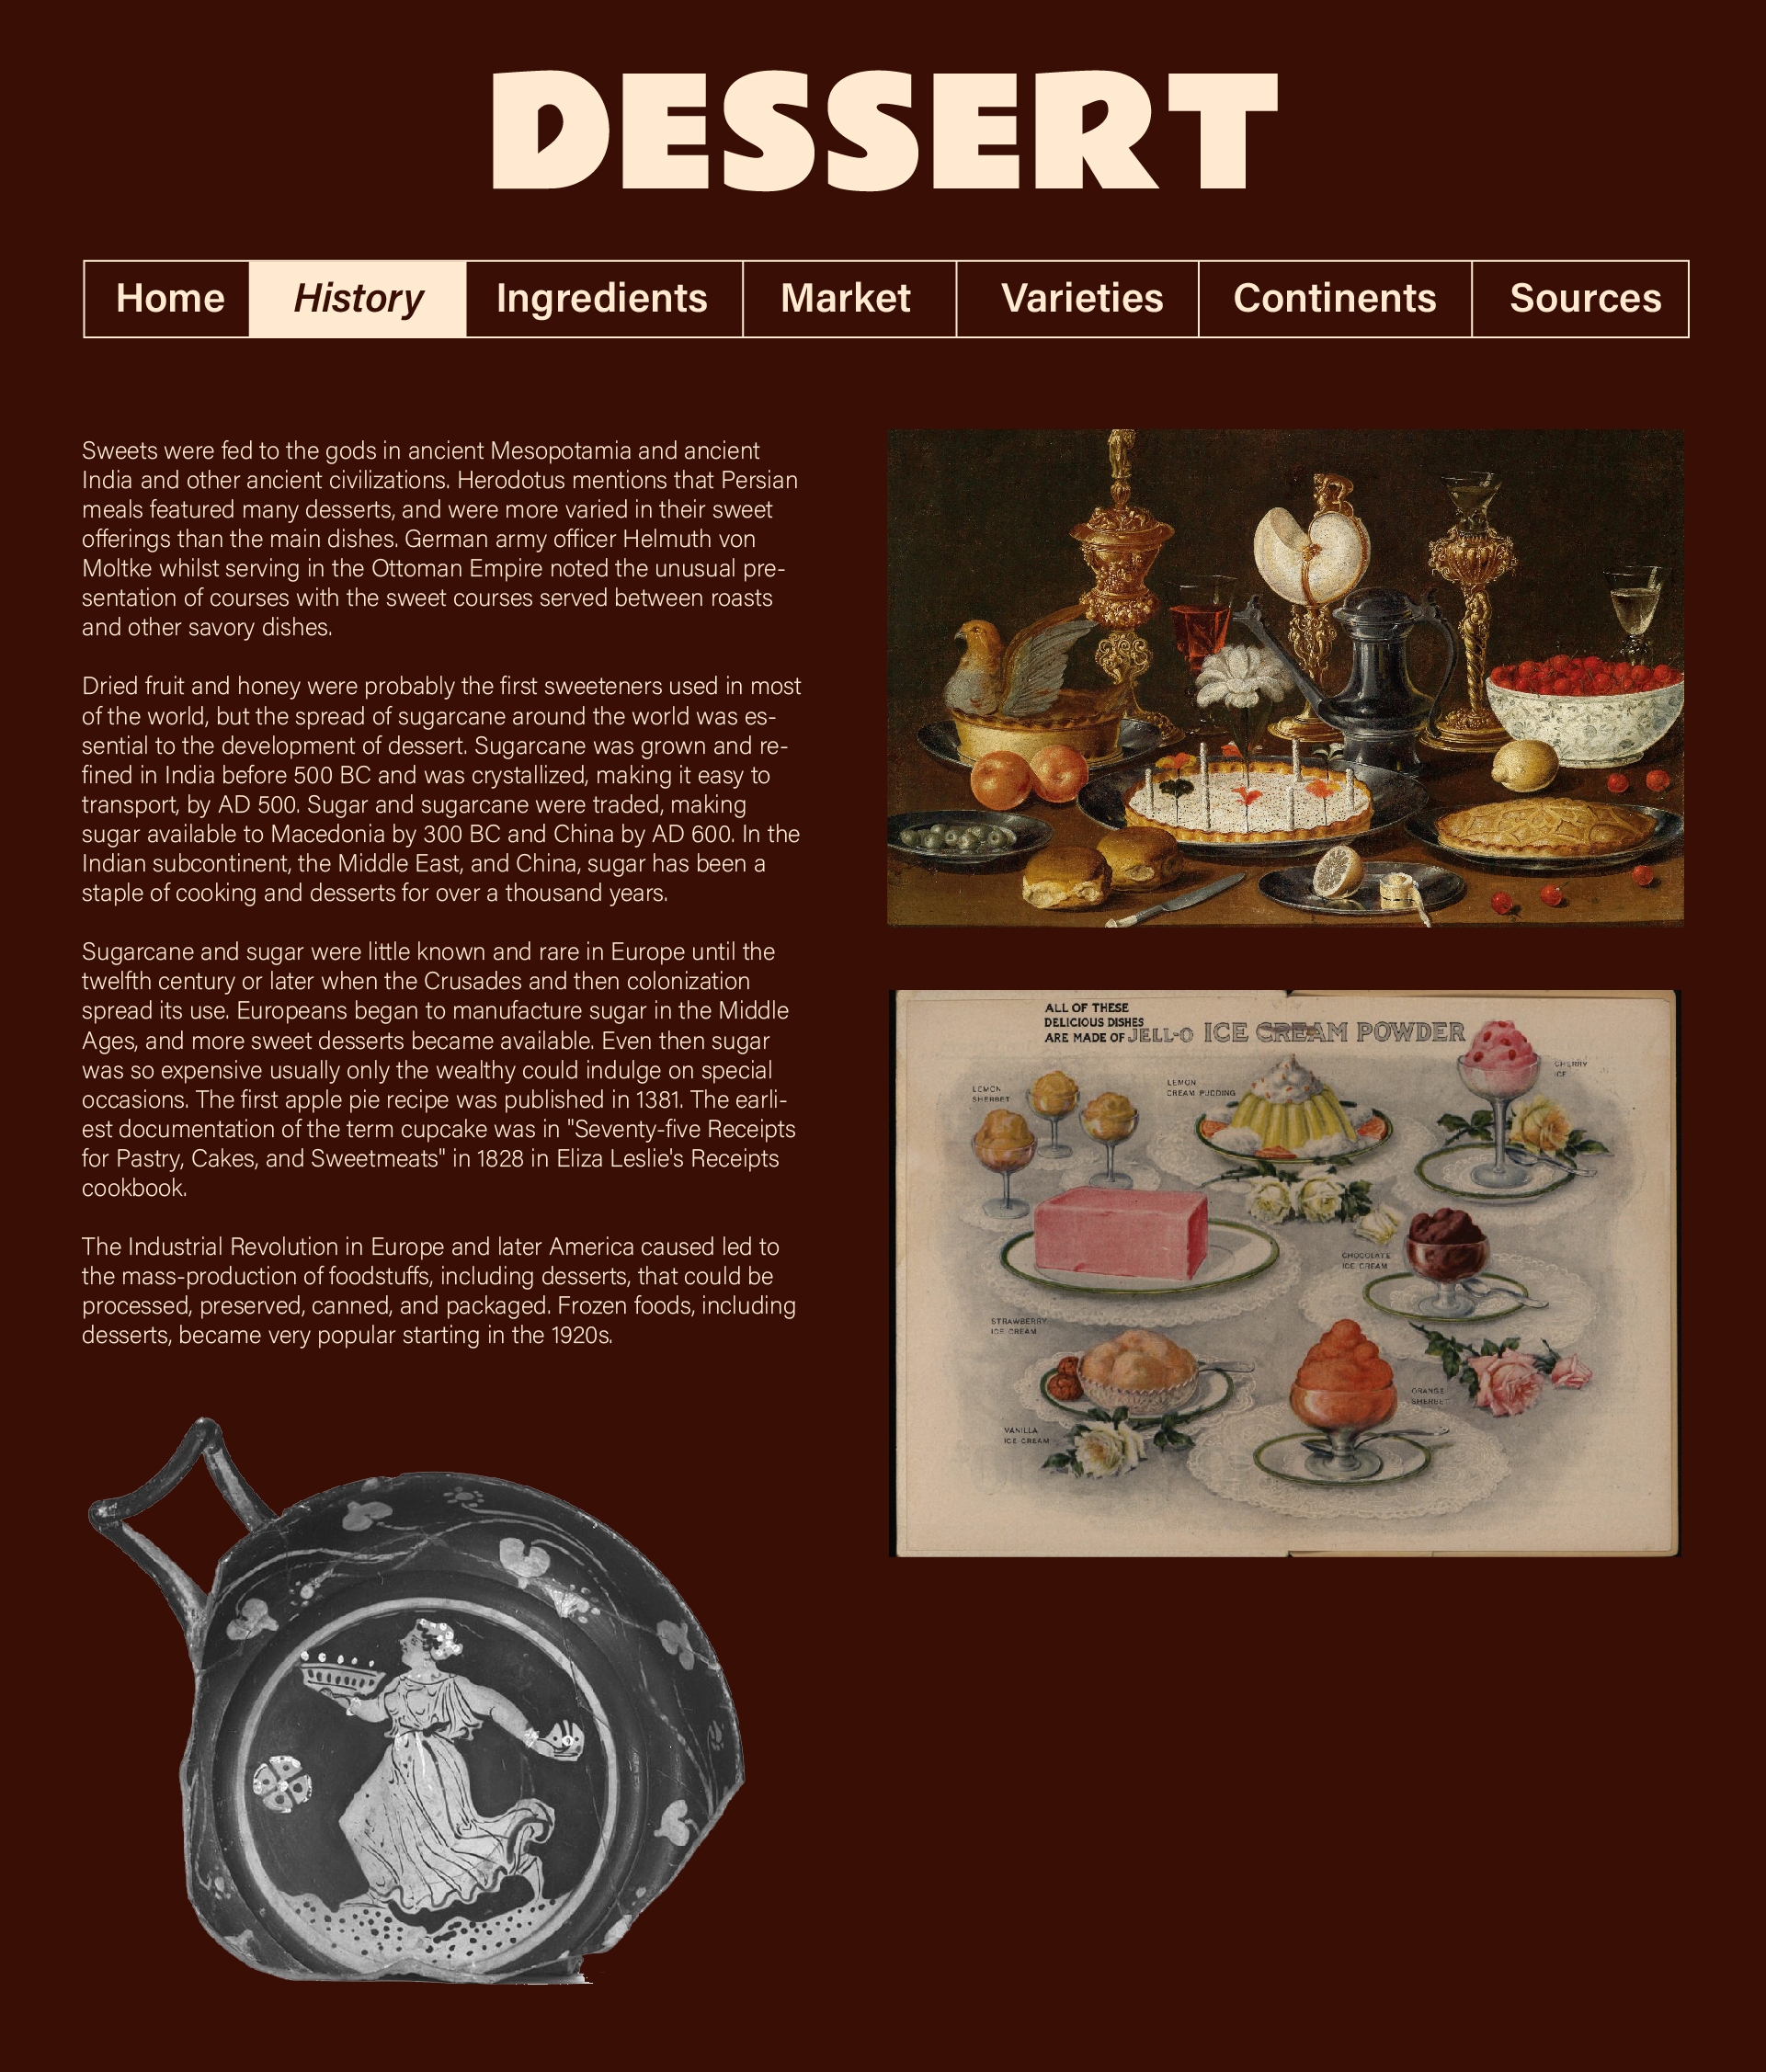 DESSERT
Home
History
Ingredients
Market
Varieties
Continents
Sources
Sweets were fed to the gods in ancient Mesopotamia and ancient
India and other ancient civilizations. Herodotus mentions that Persian
meals featured many desserts, and were more varied in their sweet
offerings than the main dishes. German army officer Helmuth von
Moltke whilst serving in the Ottoman Empire noted the unusual pre-
sentation of courses with the sweet courses served between roasts
and other savory dishes.
Dried fruit and honey were probably the first sweeteners used in most
of the world, but the spread of sugarcane around the world was es-
sential to the development of dessert. Sugarcane was grown and re-
fined in India before 500 BC and was crystallized, making it easy to
transport, by AD 500. Sugar and sugarcane were traded, making
sugar available to Macedonia by 300 BC and China by AD 600. In the
Indian subcontinent, the Middle East, and China, sugar has been a
staple of cooking and desserts for over a thousand years.
Sugarcane and sugar were little known and rare in Europe until the
twelfth century or later when the Crusades and then colonization
spread its use. Europeans began to manufacture sugar in the Middle
Ages, and more sweet desserts became available. Even then sugar
was so expensive usually only the wealthy could indulge on special
occasions. The first apple pie recipe was published in 1381. The earli-
est documentation of the term cupcake was in "Seventy-five Receipts
for Pastry, Cakes, and Sweetmeats" in 1828 in Eliza Leslie's Receipts
cookbook.
The Industrial Revolution in Europe and later America caused led to
the mass-production of foodstuffs, including desserts, that could be
processed, preserved, canned, and packaged. Frozen foods, including
desserts, became very popular starting in the 1920s.
ALL OF THESE
DELICIOUS DISHES
ARE MADE OF JELL-O ICE CREAM POWDER
LEMON
SHERBET
LEMON
CREAM PUDDING
CHERRY
ICE
CHOCOLATE
ICE CREAM
STRAWBERRY
ICE CREAM
ORANGE
SHERBET
VANILLA
ICE CREAM